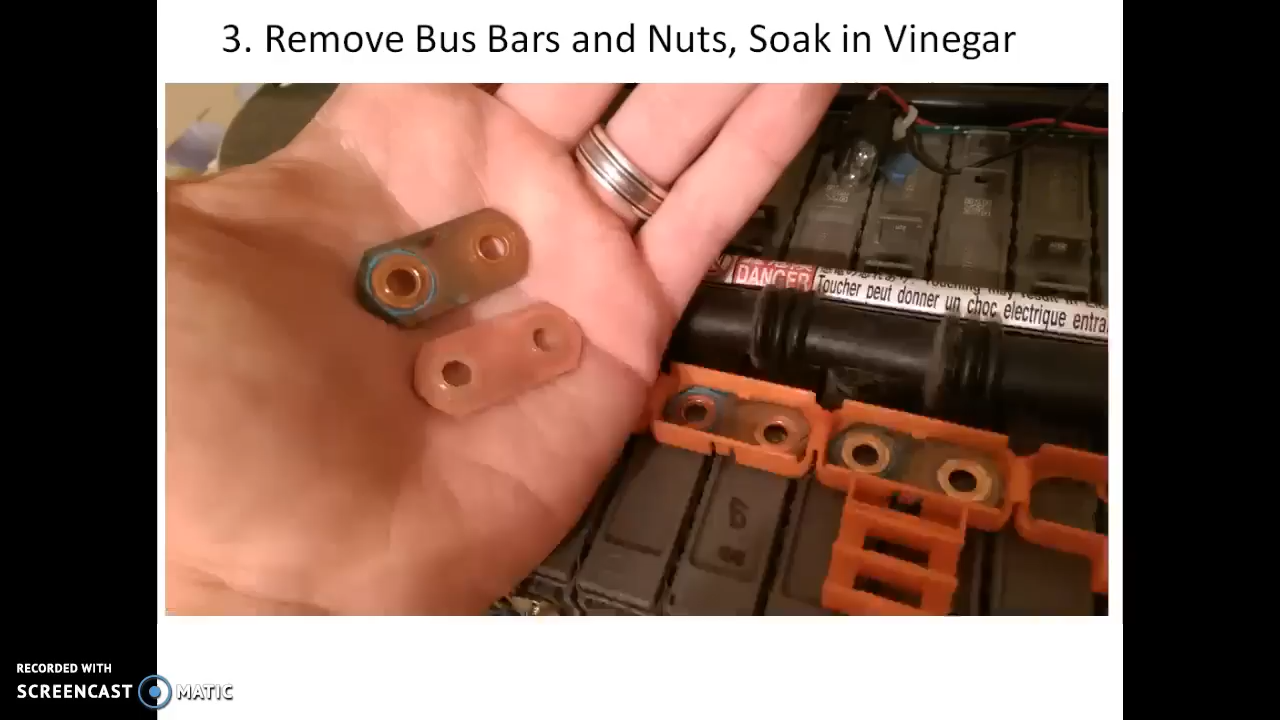 3. Remove Bus Bars and Nuts, Soak in Vinegar
DANGER
Toucher peut donner un choc electrique
RECORDED WITH
SCREENCAST MATIC